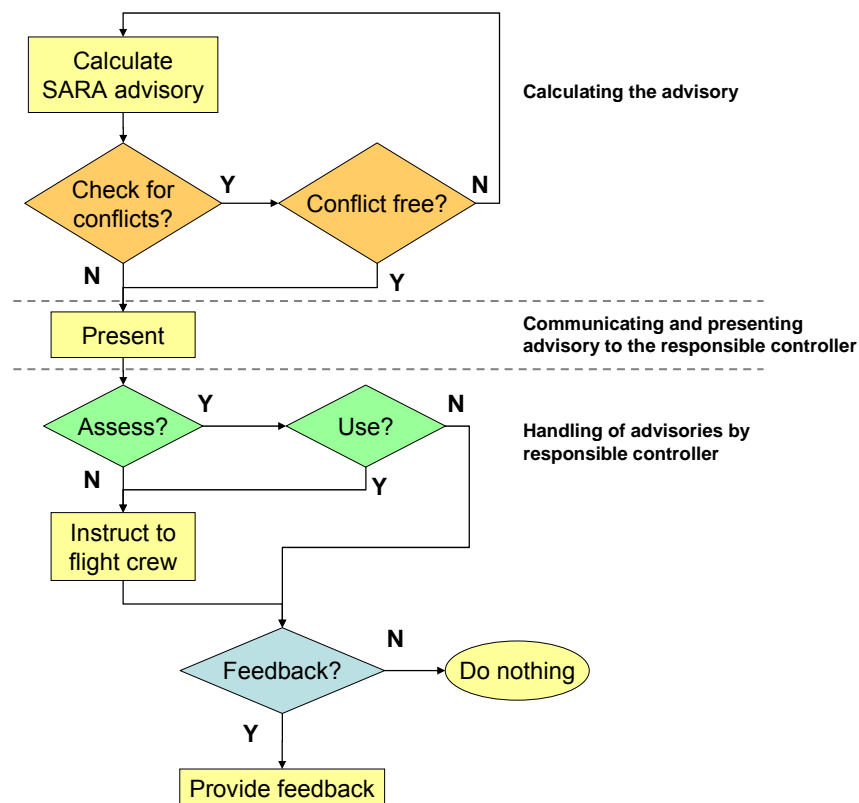 Calculate
SARA advisory
Calculating the advisory
Check for
conflicts?
Y
Conflict free?
N
N
Y
Present
Communicating and presenting
advisory to the responsible controller
Assess?
Y
Use?
N
Handling of advisories by
responsible controller
N
Y
Instruct to
flight crew
Feedback?
N
Do nothing
Y
Provide feedback